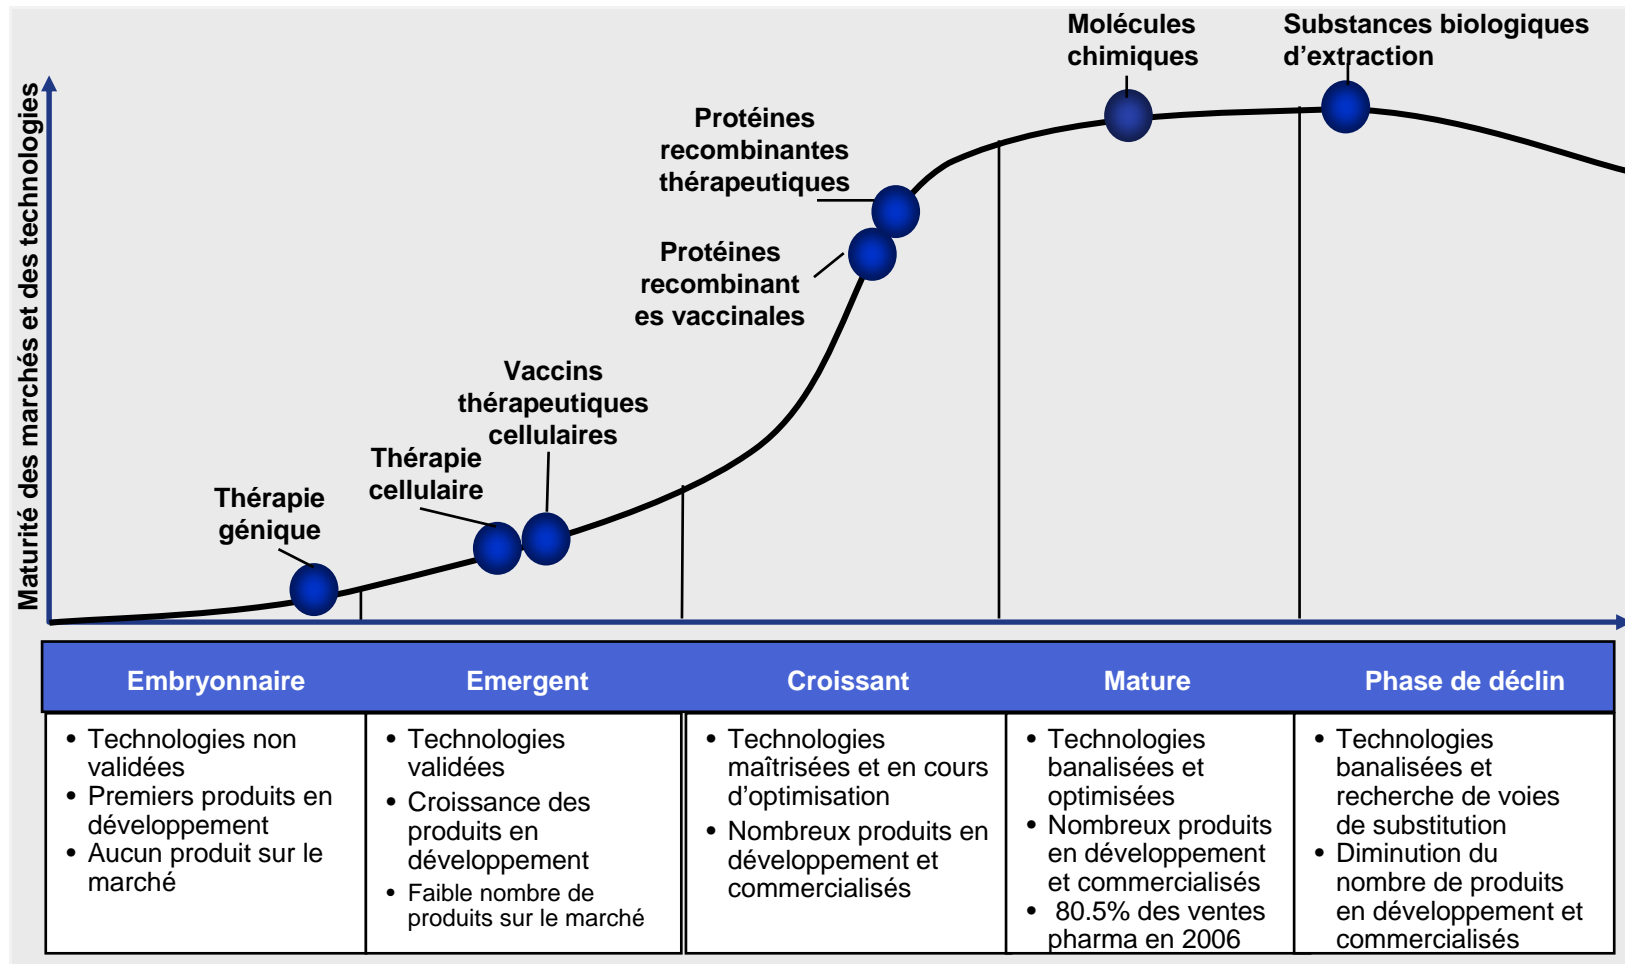 Molécules
chimiques
Substances biologiques
d’extraction
Maturité des marchés et des technologies
Protéines
recombinantes
thérapeutiques
Protéines
recombinant
es vaccinales
Vaccins
thérapeutiques
cellulaires
Thérapie
cellulaire
Thérapie
génique
Embryonnaire
Emergent
Croissant
Mature
Phase de déclin
• Technologies non
validées
• Premiers produits en
développement
• Aucun produit sur le
marché
• Technologies
validées
• Croissance des
produits en
développement
• Faible nombre de
produits sur le marché
• Technologies
maîtrisées et en cours
d’optimisation
• Nombreux produits en
développement et
commercialisés
• Technologies
banalisées et
optimisées
• Nombreux produits
en développement
et commercialisés
• 80.5% des ventes
pharma en 2006
• Technologies
banalisées et
recherche de voies
de substitution
• Diminution du
nombre de produits
en développement et
commercialisés